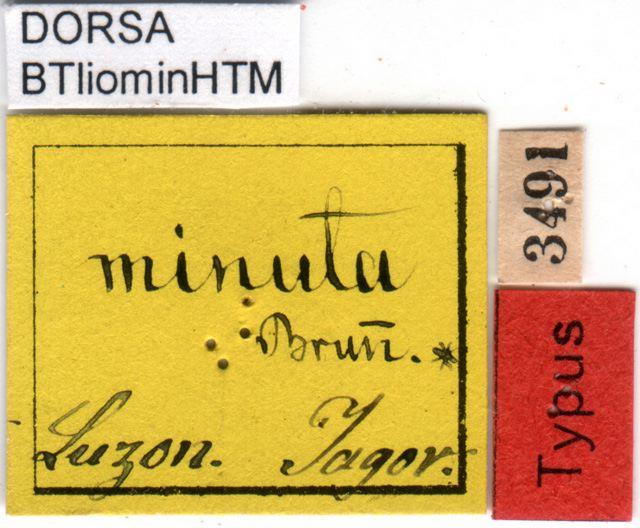 DORSA
BTliominHTM
minuta
Brun̄. *
Luzon. Jagor.
3491
Typus